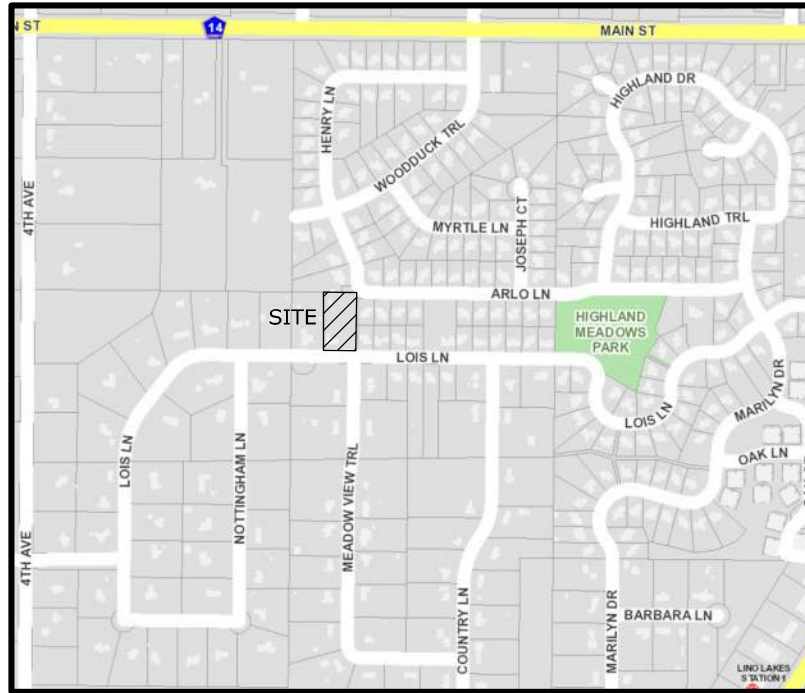 N ST
14
MAIN ST
HIGHLAND DR
HENRY LN
WOODDUCK TRL
4TH AVE
MYRTLE LN
JOSEPH CT
HIGHLAND TRL
ARLO LN
SITE
HIGHLAND
MEADOWS
PARK
LOIS LN
MARILYN DR
LOIS LN
LOIS LN
NOTTINGHAM LN
MEADOW VIEW TRL
OAK LN
4TH AVE
COUNTRY LN
MARILYN DR
BARBARA LN
LINO LAKES
STATION 1